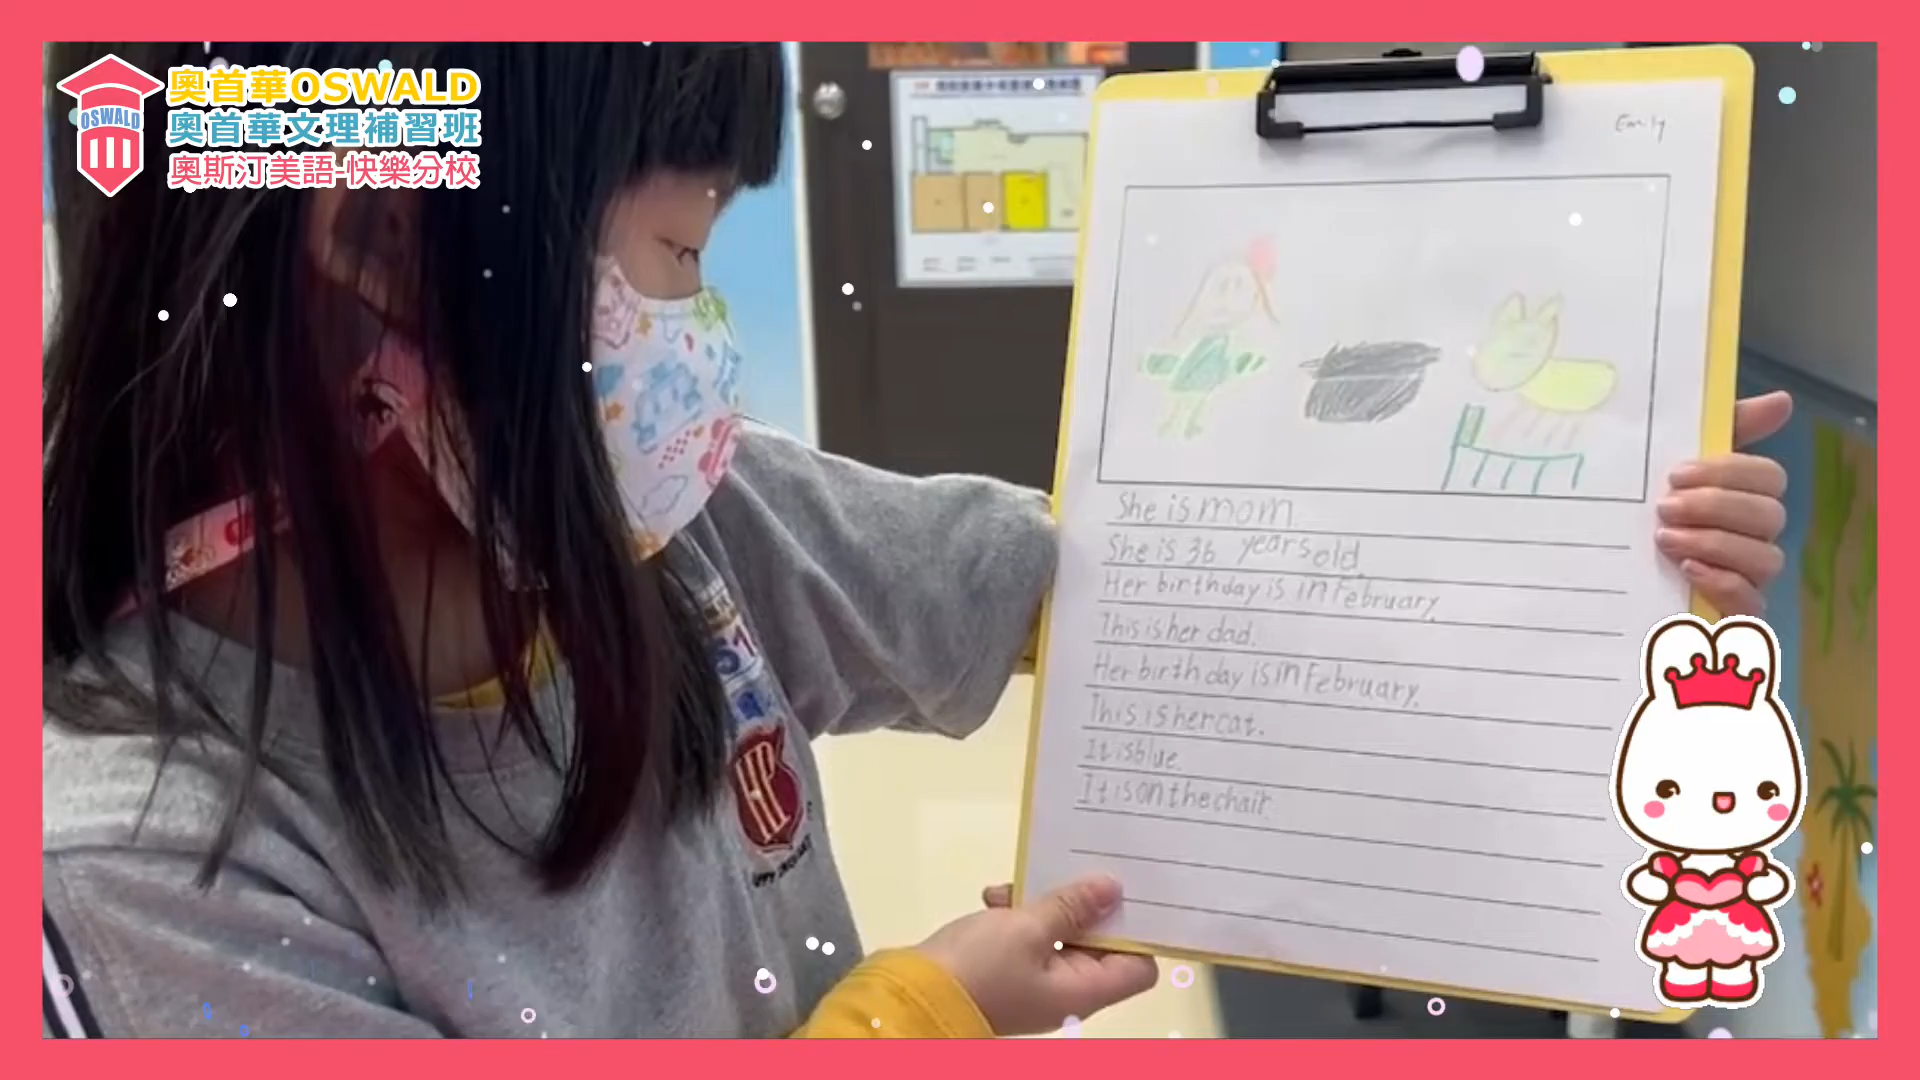 奧首華OSWALD
奧首華文理補習班
奧斯汀美語-快樂分校
OSWALD
Emily
She is mom.
She is 36 years old.
Her birthday is in February.
This is her dad.
Her birthday is in February.
This is her cat.
It is blue.
It is on the chair.